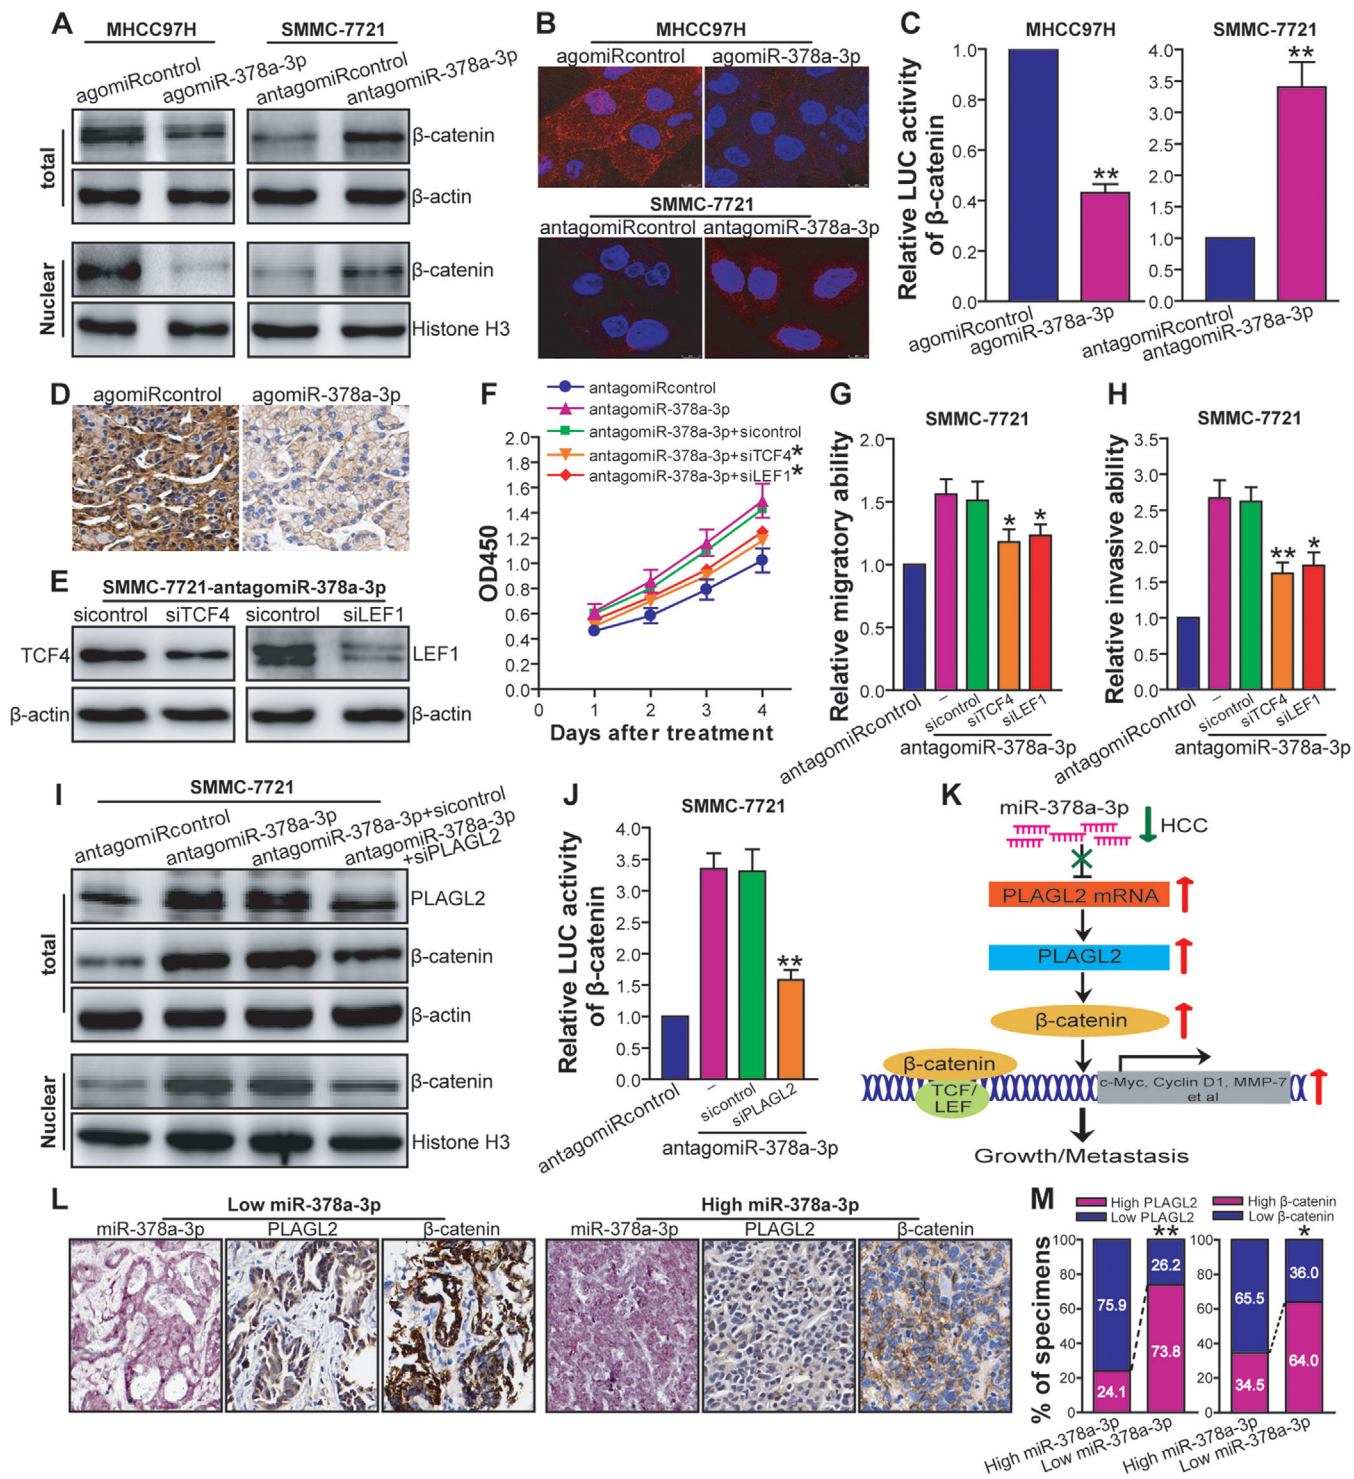 A
MHCC97H
SMMC-7721
agomiRcontrol
agomiR-378a-3p
antagomiRcontrol
antagomiR-378a-3p
total
β-catenin
β-actin
Nuclear
β-catenin
Histone H3
B
MHCC97H
agomiRcontrol
agomiR-378a-3p
SMMC-7721
antagomiRcontrol
antagomiR-378a-3p
C
MHCC97H
SMMC-7721
Relative LUC activity
of β-catenin
1.0
0.8
0.6
0.4
0.2
0.0
**
agomiRcontrol
agomiR-378a-3p
4.0
3.5
3.0
2.5
2.0
1.5
1.0
0.5
0.0
**
antagomiRcontrol
antagomiR-378a-3p
D
agomiRcontrol
agomiR-378a-3p
E
SMMC-7721-antagomiR-378a-3p
sicontrol
siTCF4
sicontrol
siLEF1
TCF4
LEF1
β-actin
β-actin
F
antagomiRcontrol
antagomiR-378a-3p
antagomiR-378a-3p+sicontrol
antagomiR-378a-3p+siTCF4*
antagomiR-378a-3p+siLEF1*
OD450
2.0
1.8
1.6
1.4
1.2
1.0
0.8
0.6
0.4
0.2
0.0
0
1
2
3
4
Days after treatment
G
SMMC-7721
Relative migratory ability
2.0
1.5
1.0
0.5
0.0
*
*
antagomiRcontrol
–
sicontrol
siTCF4
siLEF1
antagomiR-378a-3p
H
SMMC-7721
Relative invasive ability
3.5
3.0
2.5
2.0
1.5
1.0
0.5
0.0
**
*
antagomiRcontrol
–
sicontrol
siTCF4
siLEF1
antagomiR-378a-3p
I
SMMC-7721
antagomiRcontrol
antagomiR-378a-3p
antagomiR-378a-3p+sicontrol
antagomiR-378a-3p
+siPLAGL2
total
PLAGL2
β-catenin
β-actin
Nuclear
β-catenin
Histone H3
J
SMMC-7721
Relative LUC activity
of β-catenin
4.0
3.5
3.0
2.5
2.0
1.5
1.0
0.5
0.0
**
antagomiRcontrol
–
sicontrol
siPLAGL2
antagomiR-378a-3p
K
miR-378a-3p
HCC
PLAGL2 mRNA
PLAGL2
β-catenin
β-catenin
TCF/
LEF
c-Myc, Cyclin D1, MMP-7
et al
Growth/Metastasis
L
Low miR-378a-3p
miR-378a-3p
PLAGL2
β-catenin
High miR-378a-3p
miR-378a-3p
PLAGL2
β-catenin
M
High PLAGL2
Low PLAGL2
High β-catenin
Low β-catenin
% of specimens
100
80
60
40
20
0
**
75.9
24.1
26.2
73.8
High miR-378a-3p
Low miR-378a-3p
100
80
60
40
20
0
*
65.5
34.5
36.0
64.0
High miR-378a-3p
Low miR-378a-3p